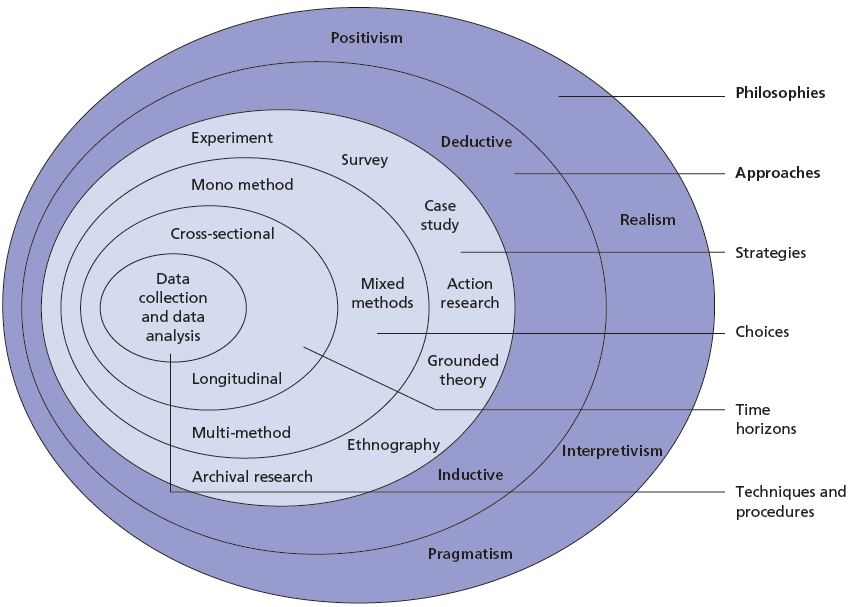 Positivism
Philosophies
Experiment
Deductive
Survey
Approaches
Mono method
Case
study
Realism
Cross-sectional
Strategies
Data
collection
and data
analysis
Mixed
methods
Action
research
Choices
Grounded
theory
Longitudinal
Time
horizons
Multi-method
Ethnography
Interpretivism
Archival research
Inductive
Techniques and
procedures
Pragmatism